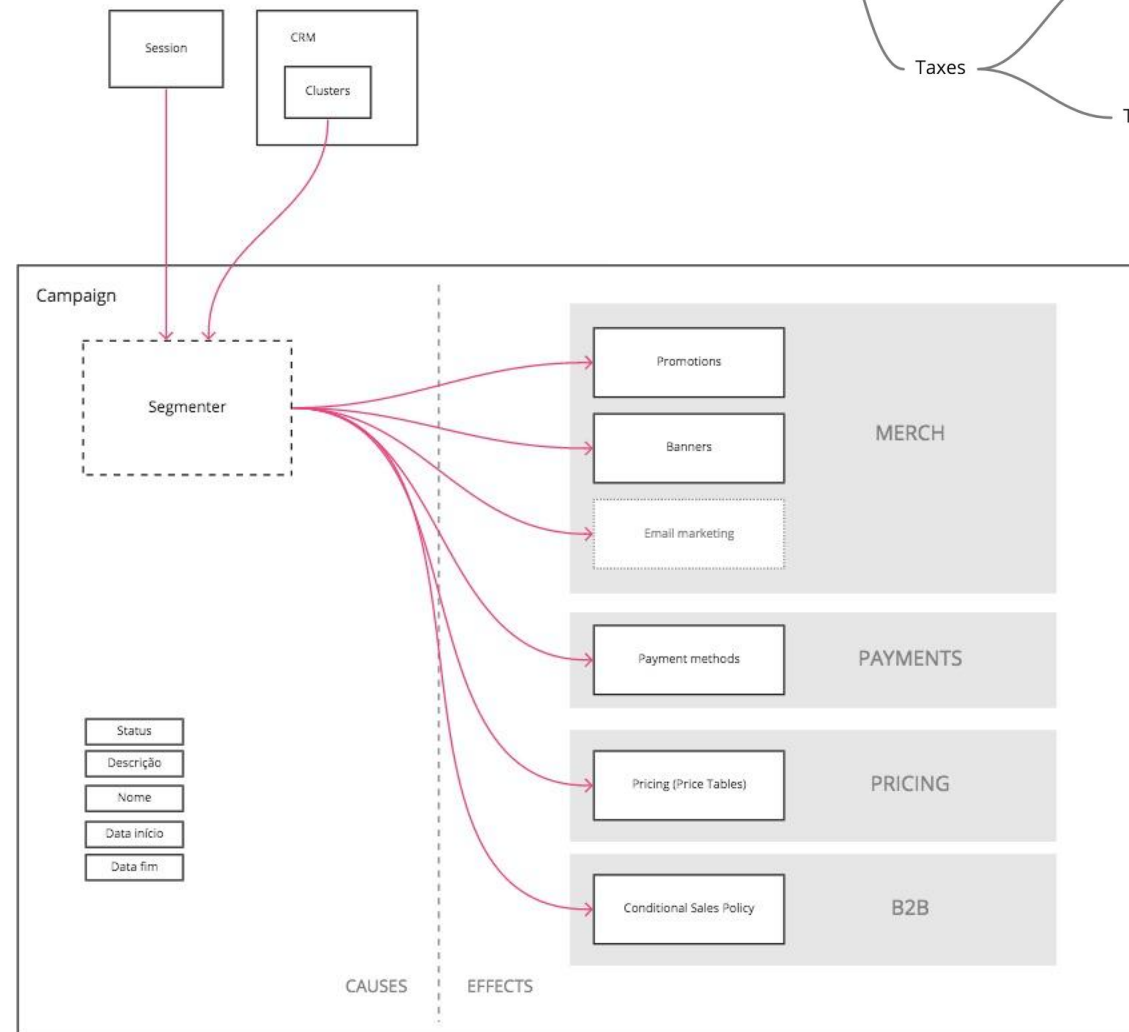 Session
CRM
Clusters
Taxes
Campaign
Segmenter
Promotions
Banners
Email marketing
MERCH
Payment methods
PAYMENTS
Pricing (Price Tables)
PRICING
Conditional Sales Policy
B2B
Status
Descrição
Nome
Data início
Data fim
CAUSES
EFFECTS